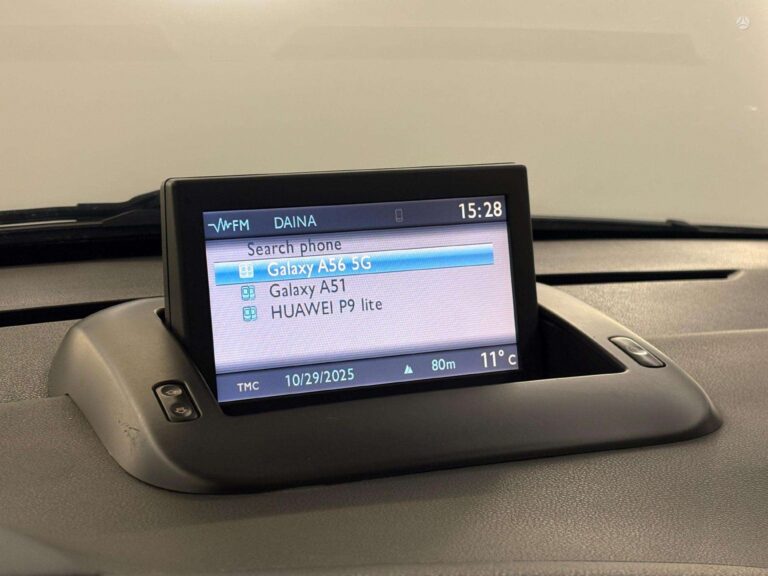 FM DAINA 15:28
Search phone
Galaxy A56 5G
Galaxy A51
HUAWEI P9 lite
TMC 10/29/2025 80m 11°C